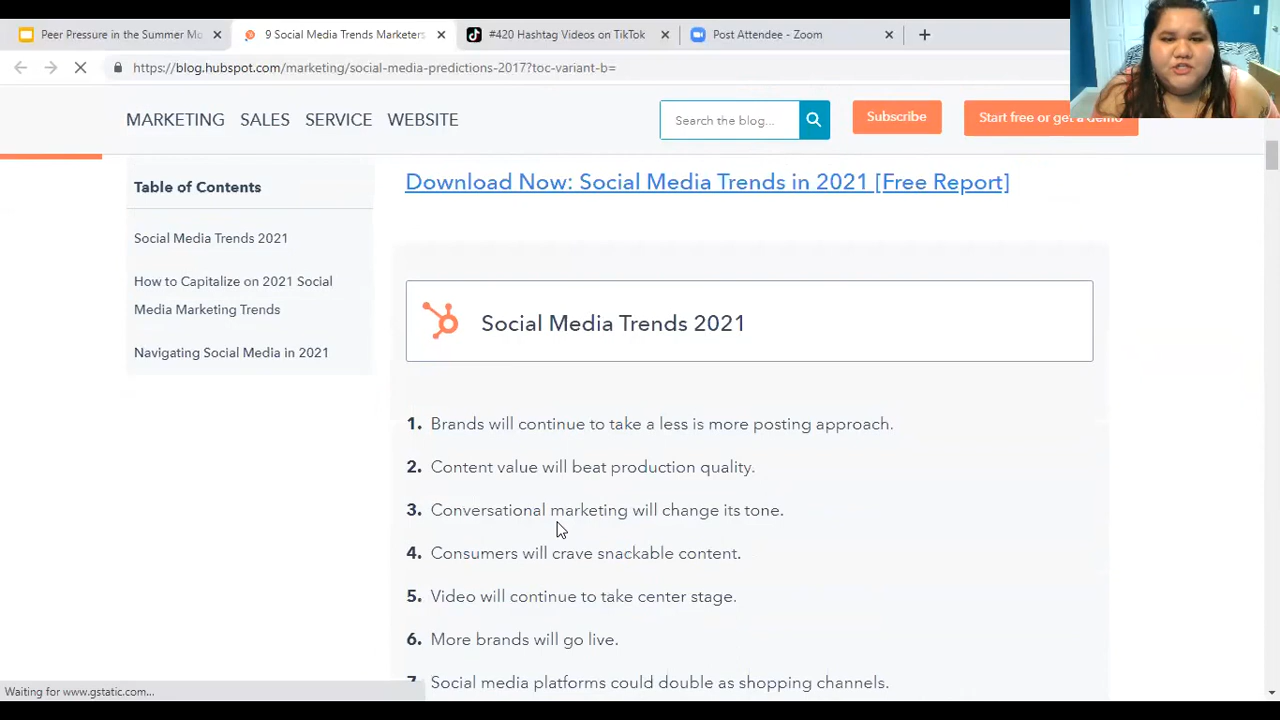 Peer Pressure in the Summer Mo
9 Social Media Trends Marketers
#420 Hashtag Videos on TikTok
Post Attendee - Zoom
https://blog.hubspot.com/marketing/social-media-predictions-2017?toc-variant-b=
MARKETING SALES SERVICE WEBSITE
Search the blog...
Subscribe
Start free or get a demo
Table of Contents
Social Media Trends 2021
How to Capitalize on 2021 Social
Media Marketing Trends
Navigating Social Media in 2021
Download Now: Social Media Trends in 2021 [Free Report]
Social Media Trends 2021
1. Brands will continue to take a less is more posting approach.
2. Content value will beat production quality.
3. Conversational marketing will change its tone.
4. Consumers will crave snackable content.
5. Video will continue to take center stage.
6. More brands will go live.
7. Social media platforms could double as shopping channels.
Waiting for www.gstatic.com...